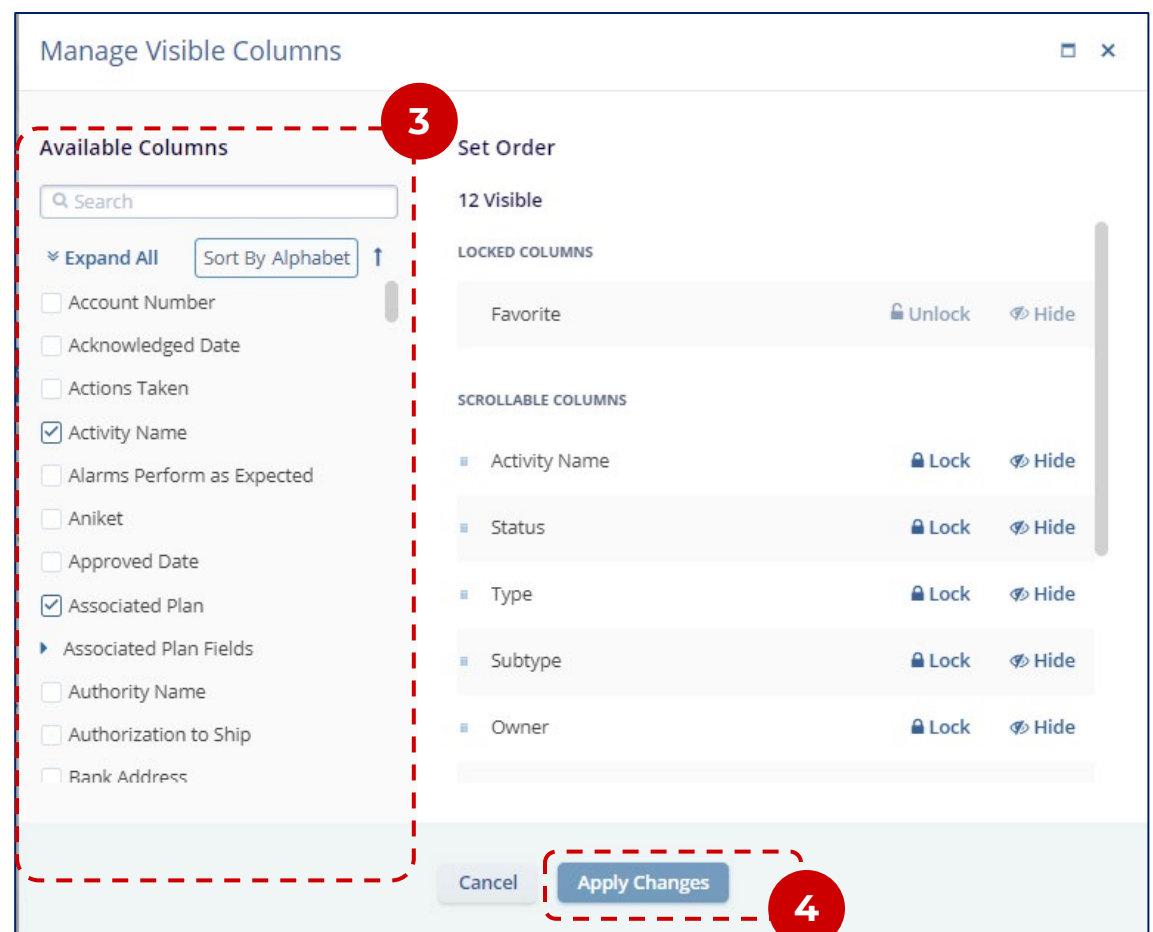 Manage Visible Columns
3
Available Columns
Search
Expand All Sort By Alphabet
Account Number
Acknowledged Date
Actions Taken
Activity Name
Alarms Perform as Expected
Aniket
Approved Date
Associated Plan
Associated Plan Fields
Authority Name
Authorization to Ship
Bank Address
Set Order
12 Visible
LOCKED COLUMNS
Favorite Unlock Hide
SCROLLABLE COLUMNS
Activity Name Lock Hide
Status Lock Hide
Type Lock Hide
Subtype Lock Hide
Owner Lock Hide
Cancel Apply Changes
4